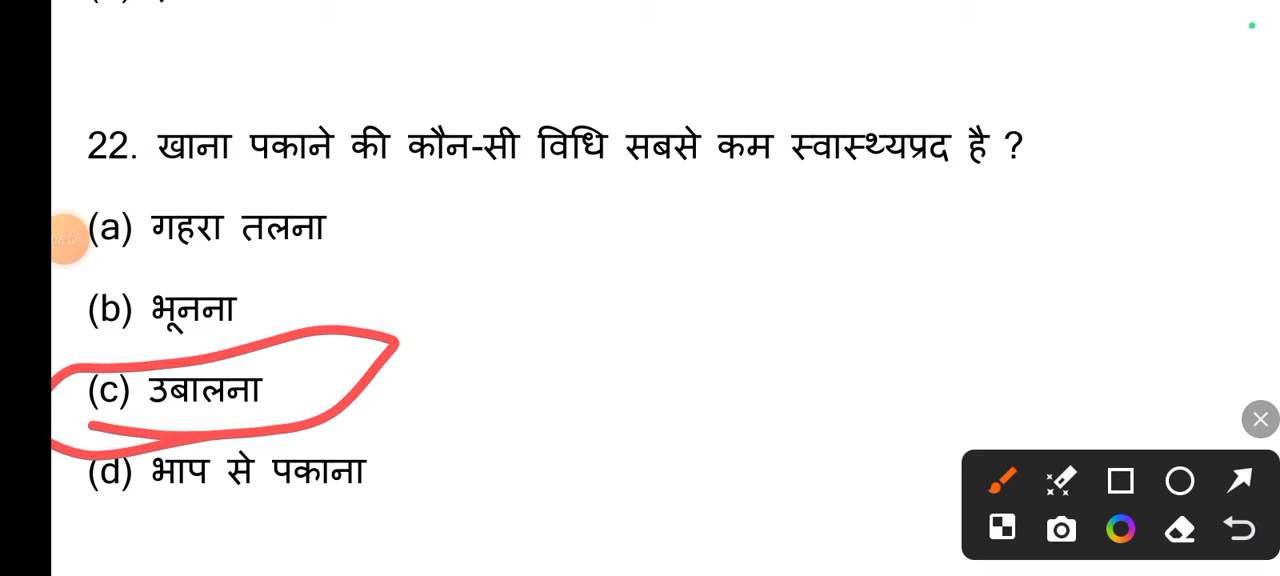 22. खाना पकाने की कौन-सी विधि सबसे कम स्वास्थ्यप्रद है ?
(a) गहरा तलना
(b) भूनना
(c) उबालना
(d) भाप से पकाना